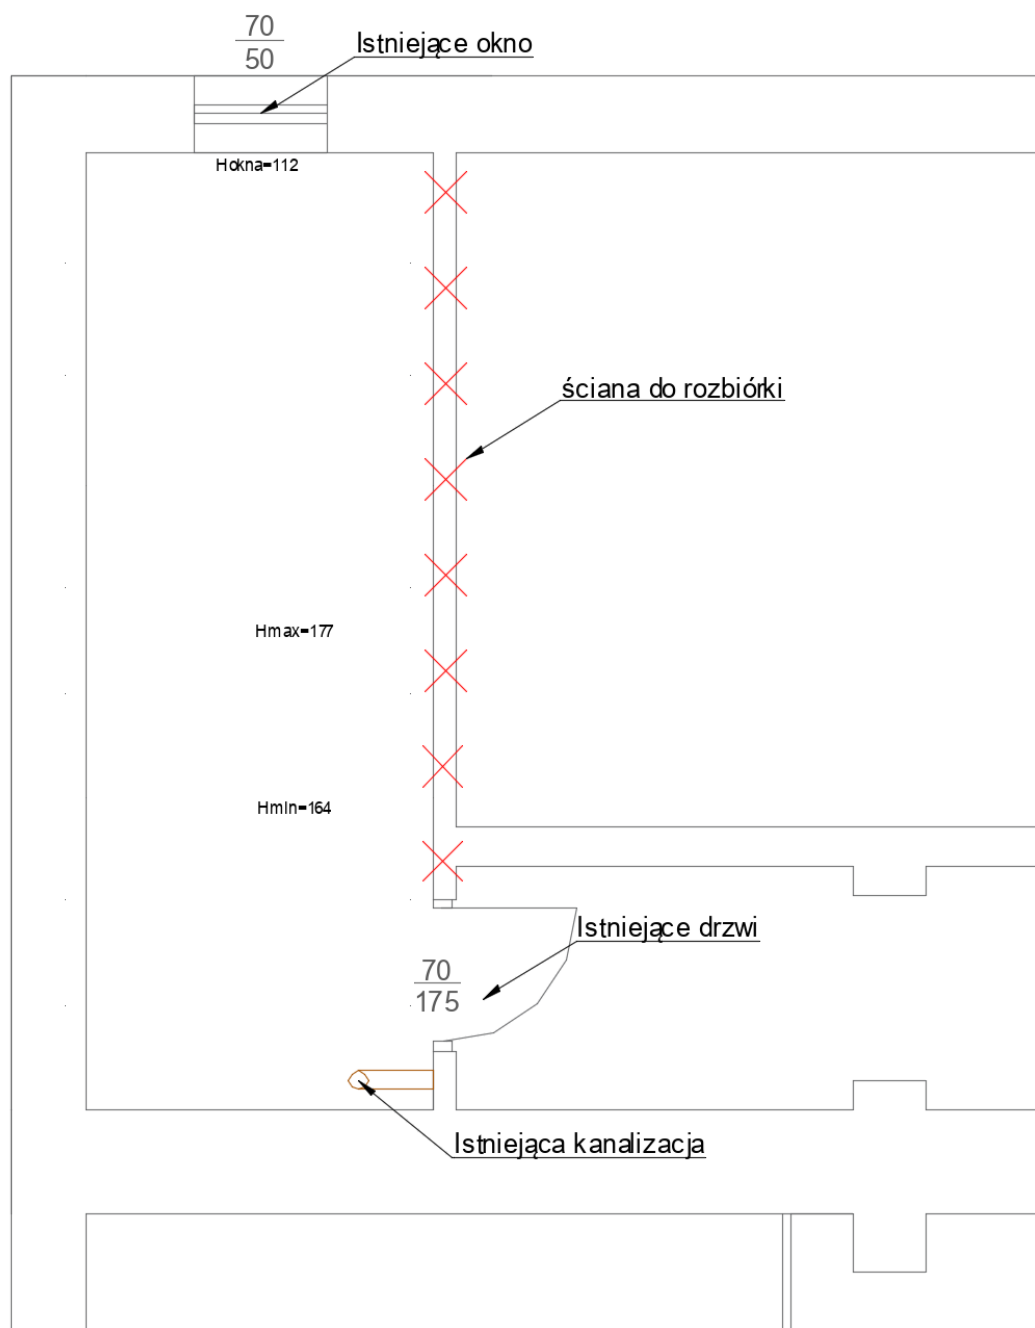 70
50
Istniejące okno
Hokna=112
ściana do rozbiórki
Hmax=177
Hmin=164
Istniejące drzwi
70
175
Istniejąca kanalizacja